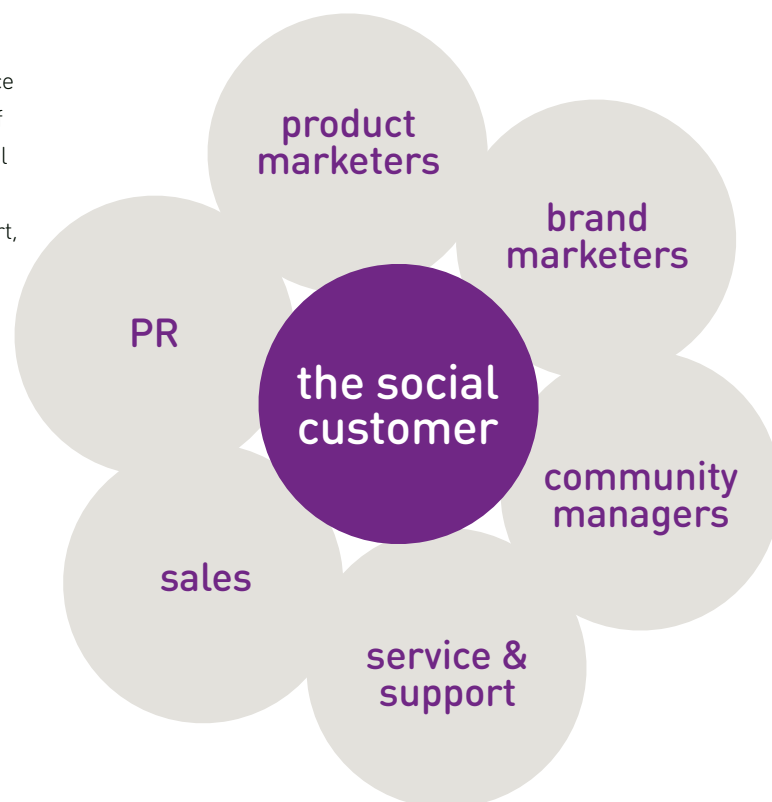 product
marketers
brand
marketers
PR
the social
customer
community
managers
sales
service &
support